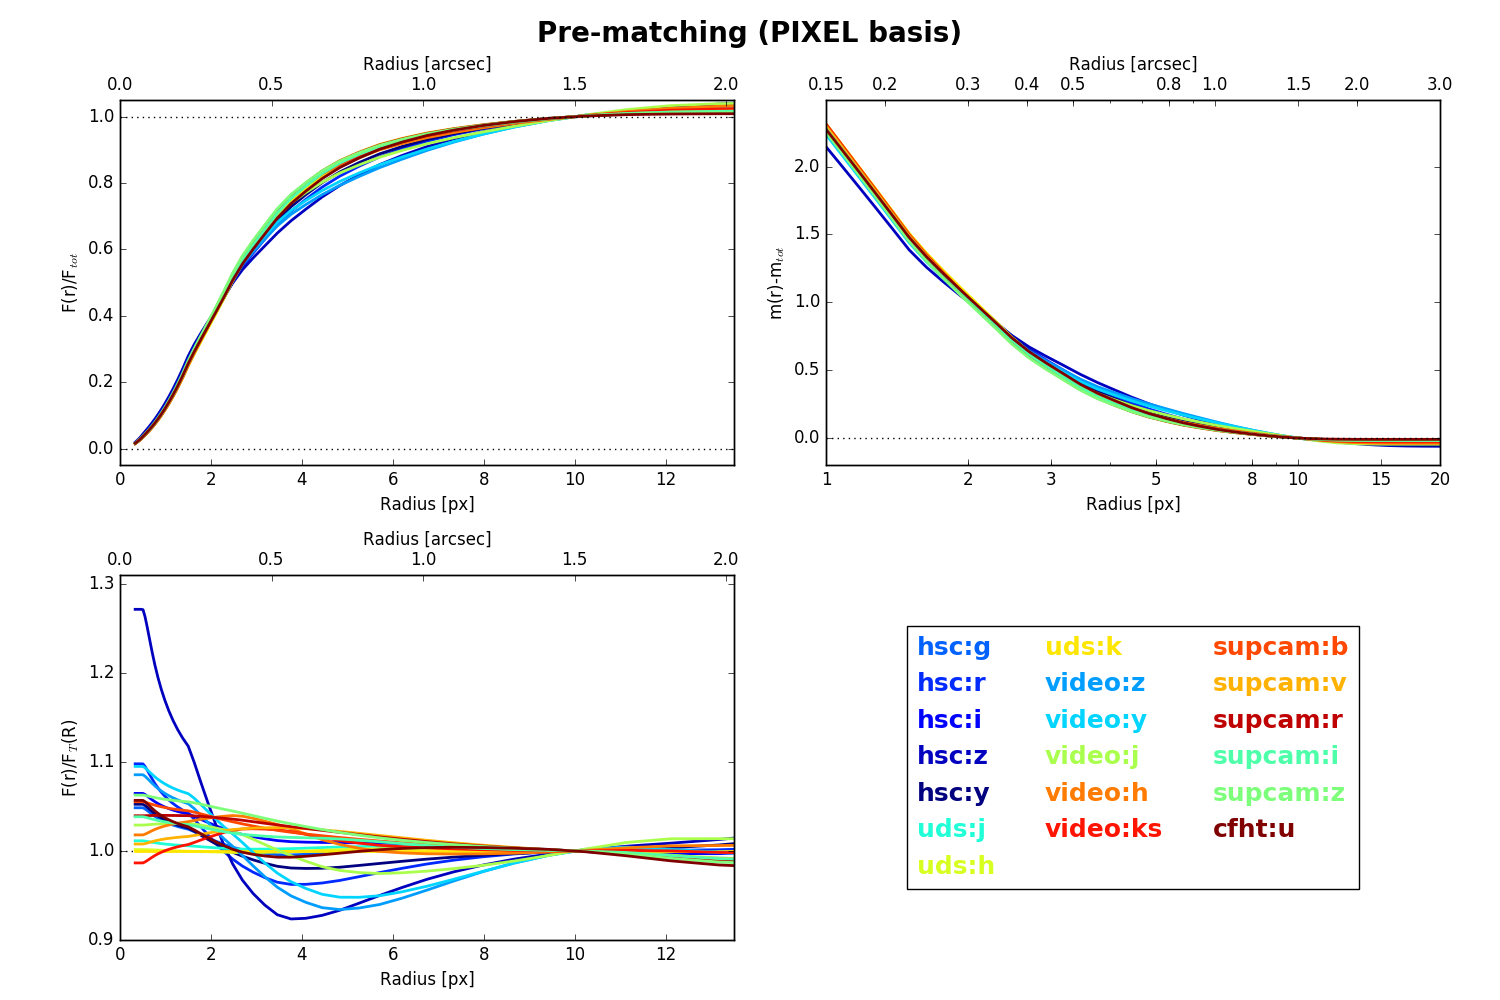 Pre-matching (PIXEL basis)
Radius [arcsec]
0.0 0.5 1.0 1.5 2.0
1.0
0.8
0.6
0.4
0.2
0.0
F(r)/F_tot
0 2 4 6 8 10 12
Radius [px]
Radius [arcsec]
0.15 0.2 0.3 0.4 0.5 0.8 1.0 1.5 2.0 3.0
2.0
1.5
1.0
0.5
0.0
m(r)-m_tot
1 2 3 5 8 10 15 20
Radius [px]
Radius [arcsec]
0.0 0.5 1.0 1.5 2.0
1.3
1.2
1.1
1.0
0.9
F(r)/F_T(R)
0 2 4 6 8 10 12
Radius [px]
hsc:g uds:k supcam:b
hsc:r video:z supcam:v
hsc:i video:y supcam:r
hsc:z video:j supcam:i
hsc:y video:h supcam:z
uds:j video:ks cfht:u
uds:h